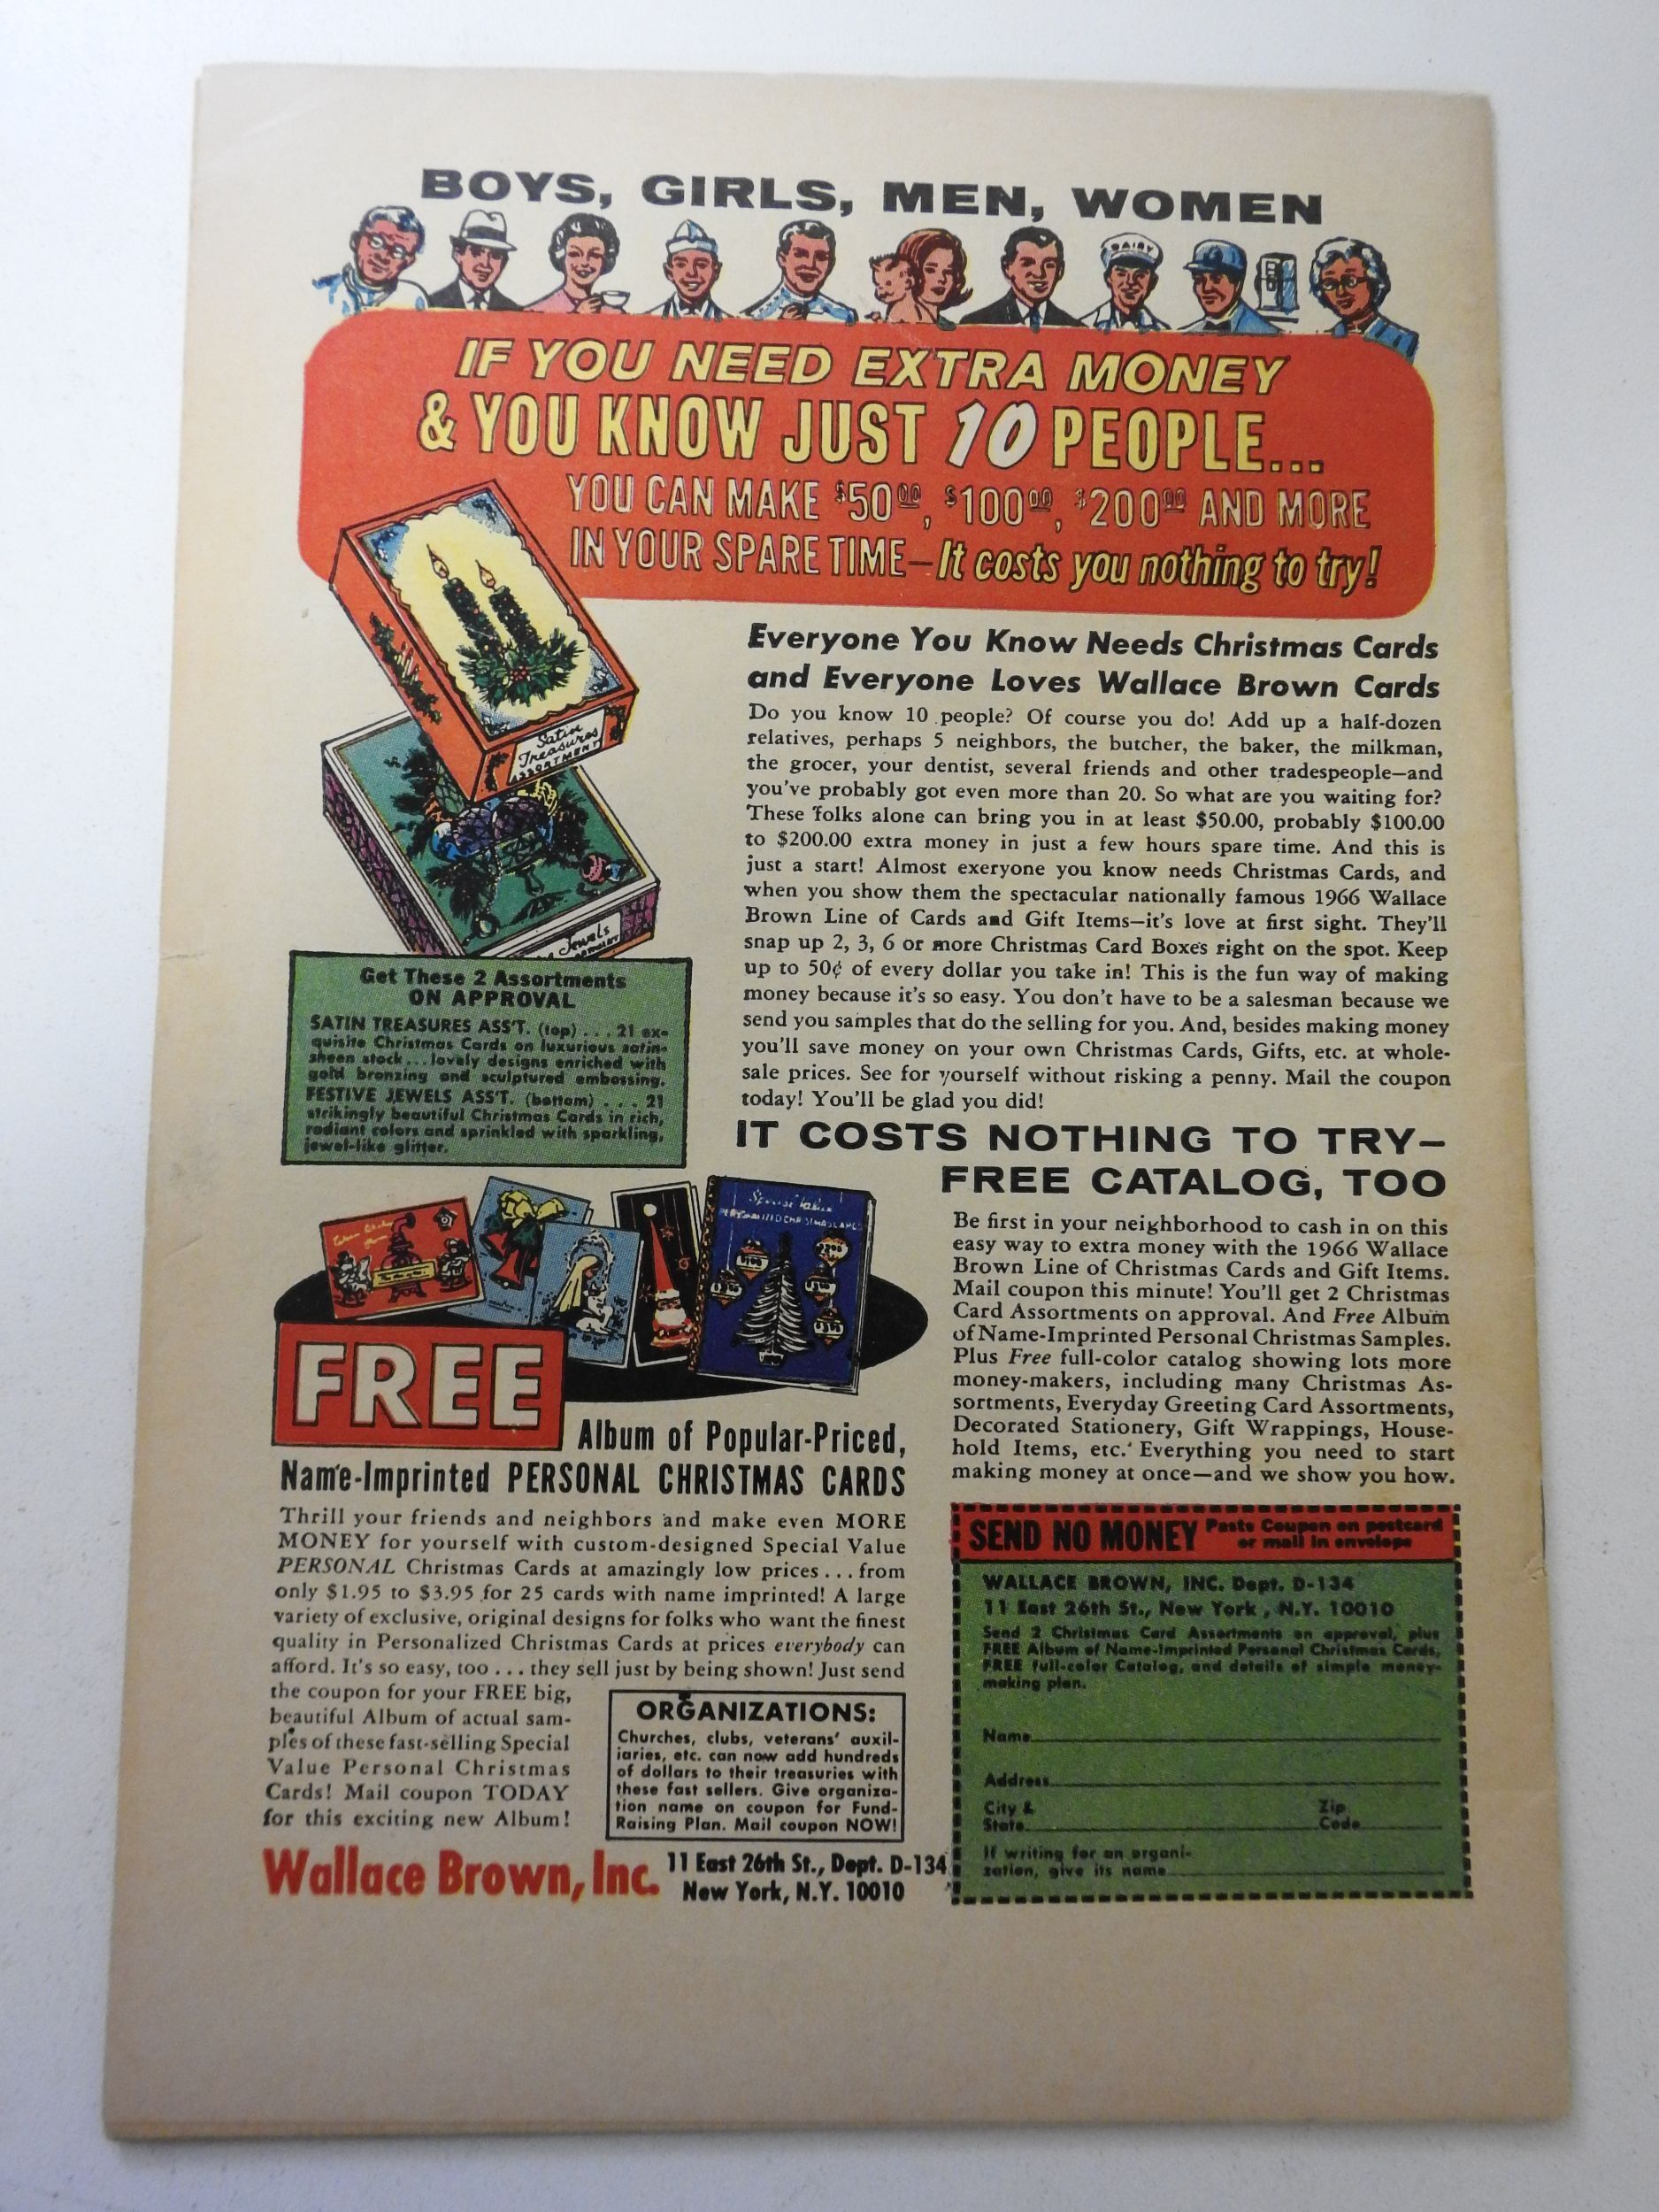 BOYS, GIRLS, MEN, WOMEN
DAIRY
IF YOU NEED EXTRA MONEY
& YOU KNOW JUST 10 PEOPLE...
YOU CAN MAKE $50.00, $100.00, $200.00 AND MORE
IN YOUR SPARE TIME—It costs you nothing to try!
Satin
Treasures
ASSORTMENT
Jewels
Everyone You Know Needs Christmas Cards
and Everyone Loves Wallace Brown Cards
Do you know 10 people? Of course you do! Add up a half-dozen
relatives, perhaps 5 neighbors, the butcher, the baker, the milkman,
the grocer, your dentist, several friends and other tradespeople—and
you've probably got even more than 20. So what are you waiting for?
These folks alone can bring you in at least $50.00, probably $100.00
to $200.00 extra money in just a few hours spare time. And this is
just a start! Almost exeryone you know needs Christmas Cards, and
when you show them the spectacular nationally famous 1966 Wallace
Brown Line of Cards and Gift Items—it's love at first sight. They'll
snap up 2, 3, 6 or more Christmas Card Boxes right on the spot. Keep
up to 50¢ of every dollar you take in! This is the fun way of making
money because it's so easy. You don't have to be a salesman because we
send you samples that do the selling for you. And, besides making money
you'll save money on your own Christmas Cards, Gifts, etc. at whole-
sale prices. See for yourself without risking a penny. Mail the coupon
today! You'll be glad you did!
Get These 2 Assortments
ON APPROVAL
SATIN TREASURES ASS'T. (top) . . . 21 ex-
quisite Christmas Cards on luxurious satin-
sheen stock . . . lovely designs enriched with
gold bronzing and sculptured embossing.
FESTIVE JEWELS ASS'T. (bottom) . . . 21
strikingly beautiful Christmas Cards in rich,
radiant colors and sprinkled with sparkling,
jewel-like glitter.
IT COSTS NOTHING TO TRY—
FREE CATALOG, TOO
Be first in your neighborhood to cash in on this
easy way to extra money with the 1966 Wallace
Brown Line of Christmas Cards and Gift Items.
Mail coupon this minute! You'll get 2 Christmas
Card Assortments on approval. And Free Album
of Name-Imprinted Personal Christmas Samples.
Plus Free full-color catalog showing lots more
money-makers, including many Christmas As-
sortments, Everyday Greeting Card Assortments,
Decorated Stationery, Gift Wrappings, House-
hold Items, etc. Everything you need to start
making money at once—and we show you how.
Special Value
PERSONALIZED CHRISTMAS CARDS
FREE
Album of Popular-Priced,
Name-Imprinted PERSONAL CHRISTMAS CARDS
Thrill your friends and neighbors and make even MORE
MONEY for yourself with custom-designed Special Value
PERSONAL Christmas Cards at amazingly low prices . . . from
only $1.95 to $3.95 for 25 cards with name imprinted! A large
variety of exclusive, original designs for folks who want the finest
quality in Personalized Christmas Cards at prices everybody can
afford. It's so easy, too . . . they sell just by being shown! Just send
the coupon for your FREE big,
beautiful Album of actual sam-
ples of these fast-selling Special
Value Personal Christmas
Cards! Mail coupon TODAY
for this exciting new Album!
ORGANIZATIONS:
Churches, clubs, veterans' auxil-
iaries, etc. can now add hundreds
of dollars to their treasuries with
these fast sellers. Give organiza-
tion name on coupon for Fund-
Raising Plan. Mail coupon NOW!
Wallace Brown, Inc.
11 East 26th St., Dept. D-134
New York, N.Y. 10010
SEND NO MONEY
Paste Coupon on postcard
or mail in envelope
WALLACE BROWN, INC. Dept. D-134
11 East 26th St., New York, N.Y. 10010
Send 2 Christmas Card Assortments on approval, plus
FREE Album of Name-Imprinted Personal Christmas Cards,
FREE full-color Catalog, and details of simple money-
making plan.
Name
Address
City & Zip
State Code
If writing for an organi-
zation, give its name